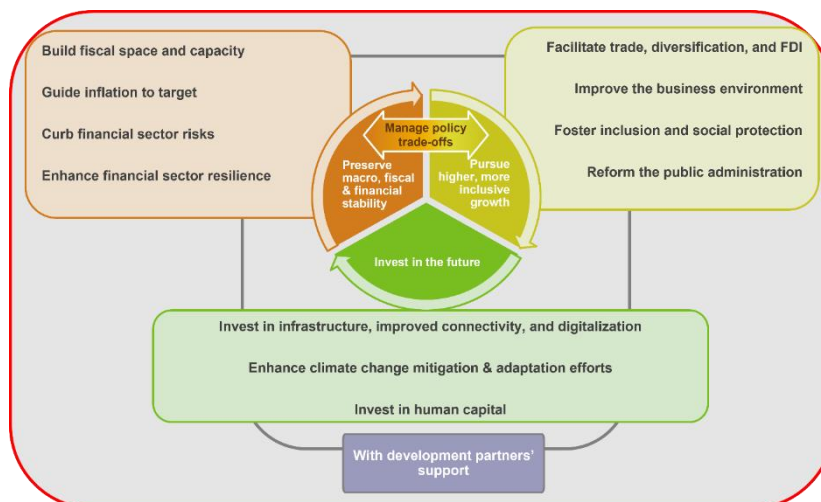 Build fiscal space and capacity
Guide inflation to target
Curb financial sector risks
Enhance financial sector resilience
Facilitate trade, diversification, and FDI
Improve the business environment
Foster inclusion and social protection
Reform the public administration
Manage policy
trade-offs
Preserve
macro, fiscal
& financial
stability
Pursue
higher, more
inclusive
growth
Invest in the future
Invest in infrastructure, improved connectivity, and digitalization
Enhance climate change mitigation & adaptation efforts
Invest in human capital
With development partners'
support